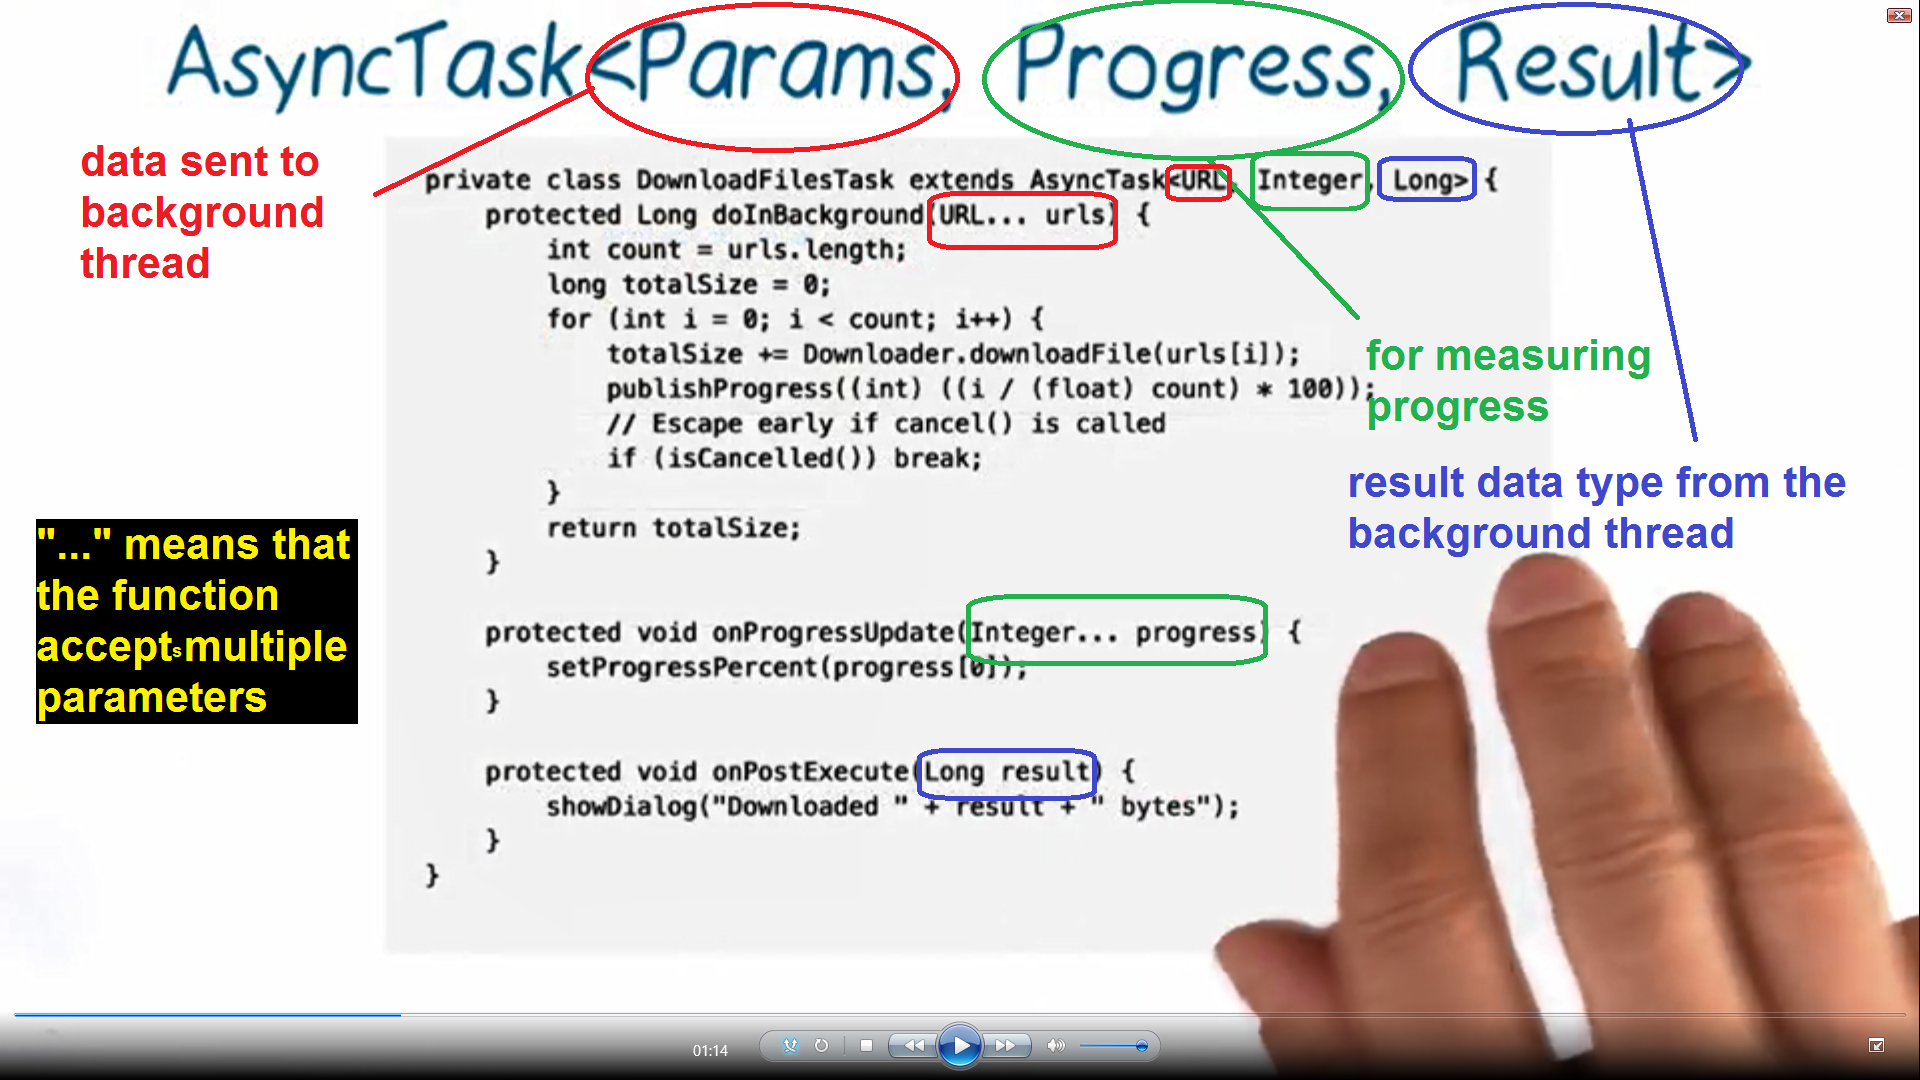 AsyncTask<Params, Progress, Result>
data sent to
background
thread
private class DownloadFilesTask extends AsyncTask<URL, Integer, Long> {
protected Long doInBackground(URL... urls) {
int count = urls.length;
long totalSize = 0;
for (int i = 0; i < count; i++) {
totalSize += Downloader.downloadFile(urls[i]);
publishProgress((int) ((i / (float) count) * 100));
// Escape early if cancel() is called
if (isCancelled()) break;
}
return totalSize;
}
protected void onProgressUpdate(Integer... progress) {
setProgressPercent(progress[0]);
}
protected void onPostExecute(Long result) {
showDialog("Downloaded " + result + " bytes");
}
}
for measuring
progress
result data type from the
background thread
"..." means that
the function
accepts multiple
parameters
01:14